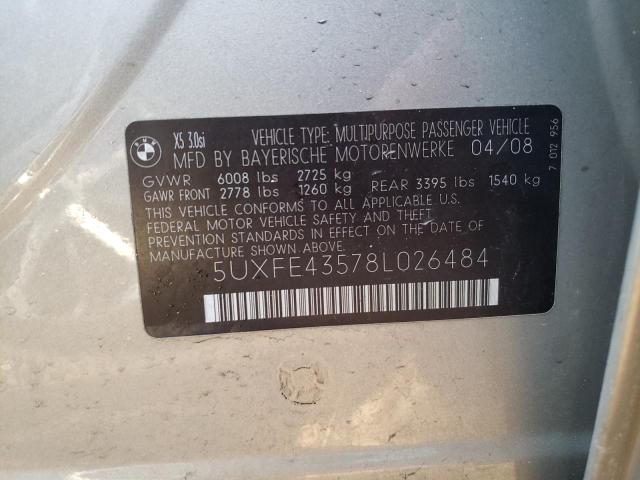 BMW
X5 3.0si
VEHICLE TYPE: MULTIPURPOSE PASSENGER VEHICLE
MFD BY BAYERISCHE MOTORENWERKE 04/08
GVWR 6008 lbs 2725 kg
GAWR FRONT 2778 lbs 1260 kg REAR 3395 lbs 1540 kg
THIS VEHICLE CONFORMS TO ALL APPLICABLE U.S.
FEDERAL MOTOR VEHICLE SAFETY AND THEFT
PREVENTION STANDARDS IN EFFECT ON THE DATE OF
MANUFACTURE SHOWN ABOVE.
5UXFE43578L026484
7 012 956